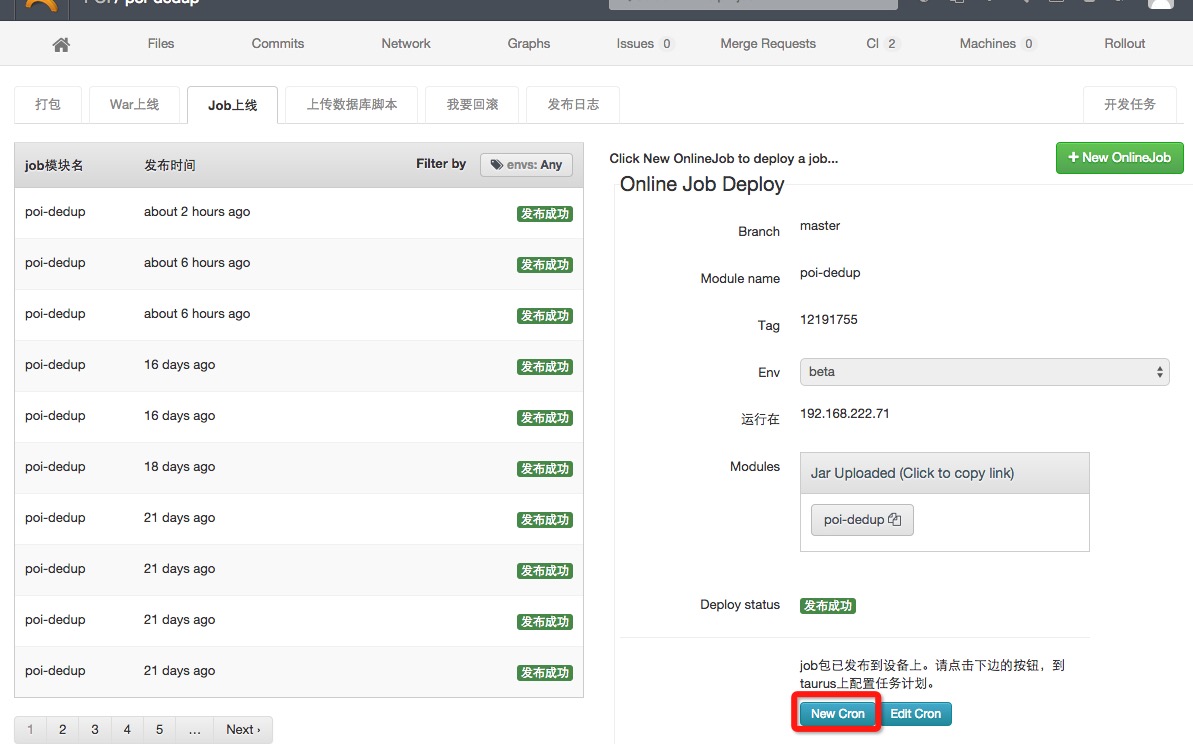 poi-dedup
Files
Commits
Network
Graphs
Issues 0
Merge Requests
CI 2
Machines 0
Rollout
打包
War上线
Job上线
上传数据库脚本
我要回滚
发布日志
开发任务
job模块名 发布时间 Filter by envs: Any
poi-dedup about 2 hours ago 发布成功
poi-dedup about 6 hours ago 发布成功
poi-dedup about 6 hours ago 发布成功
poi-dedup 16 days ago 发布成功
poi-dedup 16 days ago 发布成功
poi-dedup 18 days ago 发布成功
poi-dedup 21 days ago 发布成功
poi-dedup 21 days ago 发布成功
poi-dedup 21 days ago 发布成功
poi-dedup 21 days ago 发布成功
1 2 3 4 5 … Next ›
Click New OnlineJob to deploy a job...
+ New OnlineJob
Online Job Deploy
Branch master
Module name poi-dedup
Tag 12191755
Env beta
运行在 192.168.222.71
Modules Jar Uploaded (Click to copy link)
poi-dedup
Deploy status 发布成功
job包已发布到设备上。请点击下边的按钮，到
taurus上配置任务计划。
New Cron Edit Cron